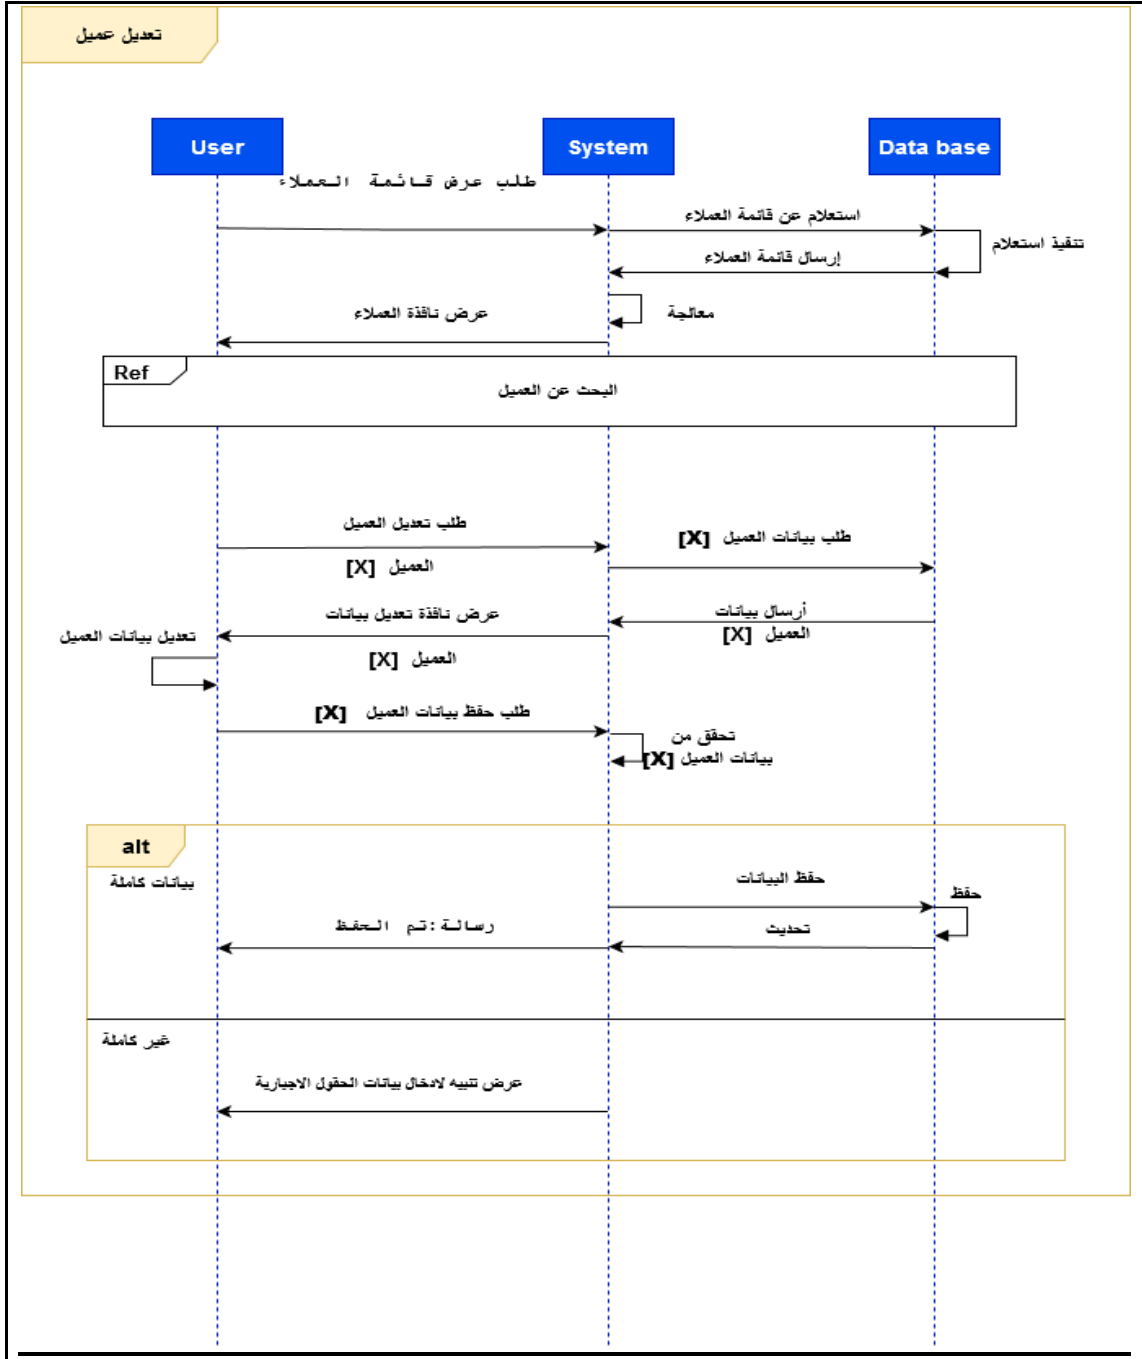 تعديل عميل
User
System
Data base
طلب عرض قائمة العملاء
استعلام عن قائمة العملاء
تنفيذ استعلام
إرسال قائمة العملاء
معالجة
عرض نافذة العملاء
Ref
البحث عن العميل
طلب تعديل العميل
العميل [X]
طلب بيانات العميل [X]
أرسال بيانات
العميل [X]
عرض نافذة تعديل بيانات
العميل [X]
تعديل بيانات العميل
طلب حفظ بيانات العميل [X]
تحقق من
بيانات العميل [X]
alt
بيانات كاملة
حفظ البيانات
حفظ
تحديث
رسالة:تم الحفظ
غير كاملة
عرض تنبيه لادخال بيانات الحقول الاجبارية